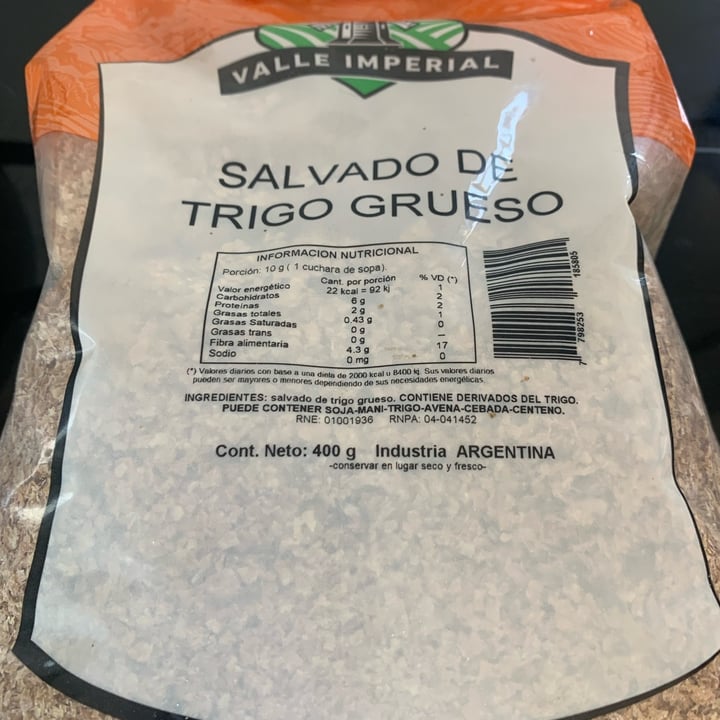 VALLE IMPERIAL
SALVADO DE
TRIGO GRUESO
INFORMACION NUTRICIONAL
Porción: 10 g ( 1 cuchara de sopa).
Cant. por porción % VD (*)
Valor energético 22 kcal = 92 kj 1
Carbohidratos 6 g 2
Proteinas 2 g 2
Grasas totales 0,43 g 1
Grasas Saturadas 0 g 0
Grasas trans 0 g –
Fibra alimentaria 4,3 g 17
Sodio 0 mg 0
(*) Valores diarios con base a una dieta de 2000 kcal u 8400 kj. Sus valores diarios
pueden ser mayores o menores dependiendo de sus necesidades energéticas.
INGREDIENTES: salvado de trigo grueso. CONTIENE DERIVADOS DEL TRIGO.
PUEDE CONTENER SOJA-MANI-TRIGO-AVENA-CEBADA-CENTENO.
RNE: 01001936 RNPA: 04-041452
Cont. Neto: 400 g Industria ARGENTINA
-conservar en lugar seco y fresco-
7 798253 185805